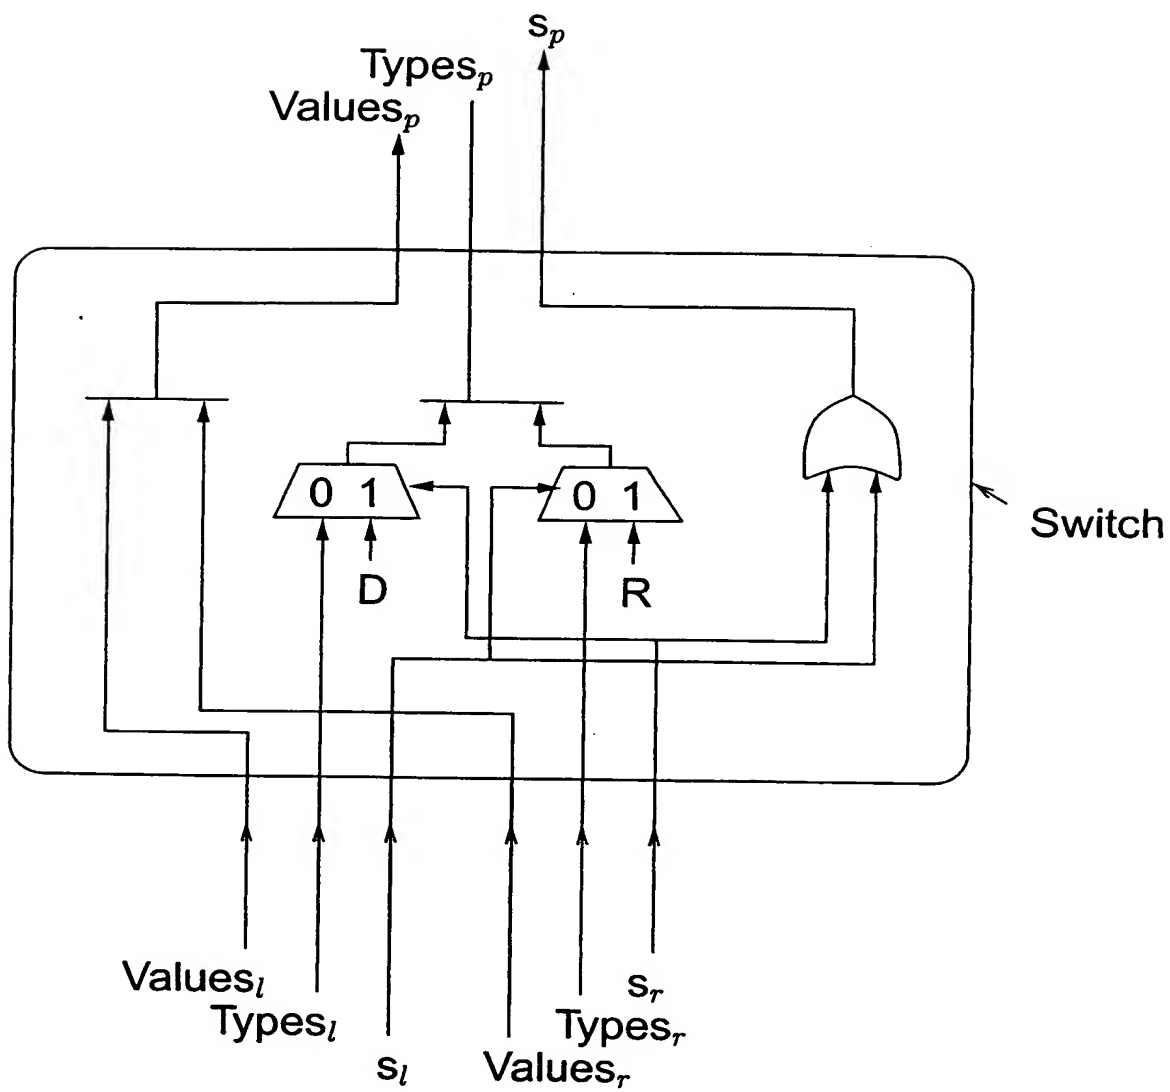 s_p
Types_p
Values_p
0 1
0 1
D
R
Switch
Values_l
Types_l
s_l
Values_r
Types_r
s_r